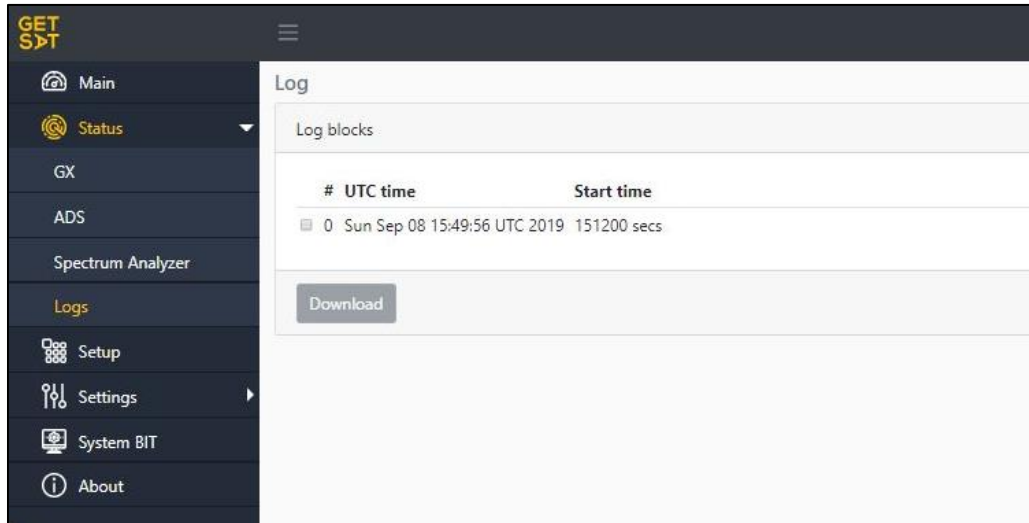 GET
SAT
Main
Log
Status
Log blocks
GX
# UTC time Start time
ADS
0 Sun Sep 08 15:49:56 UTC 2019 151200 secs
Spectrum Analyzer
Logs
Download
Setup
Settings
System BIT
About